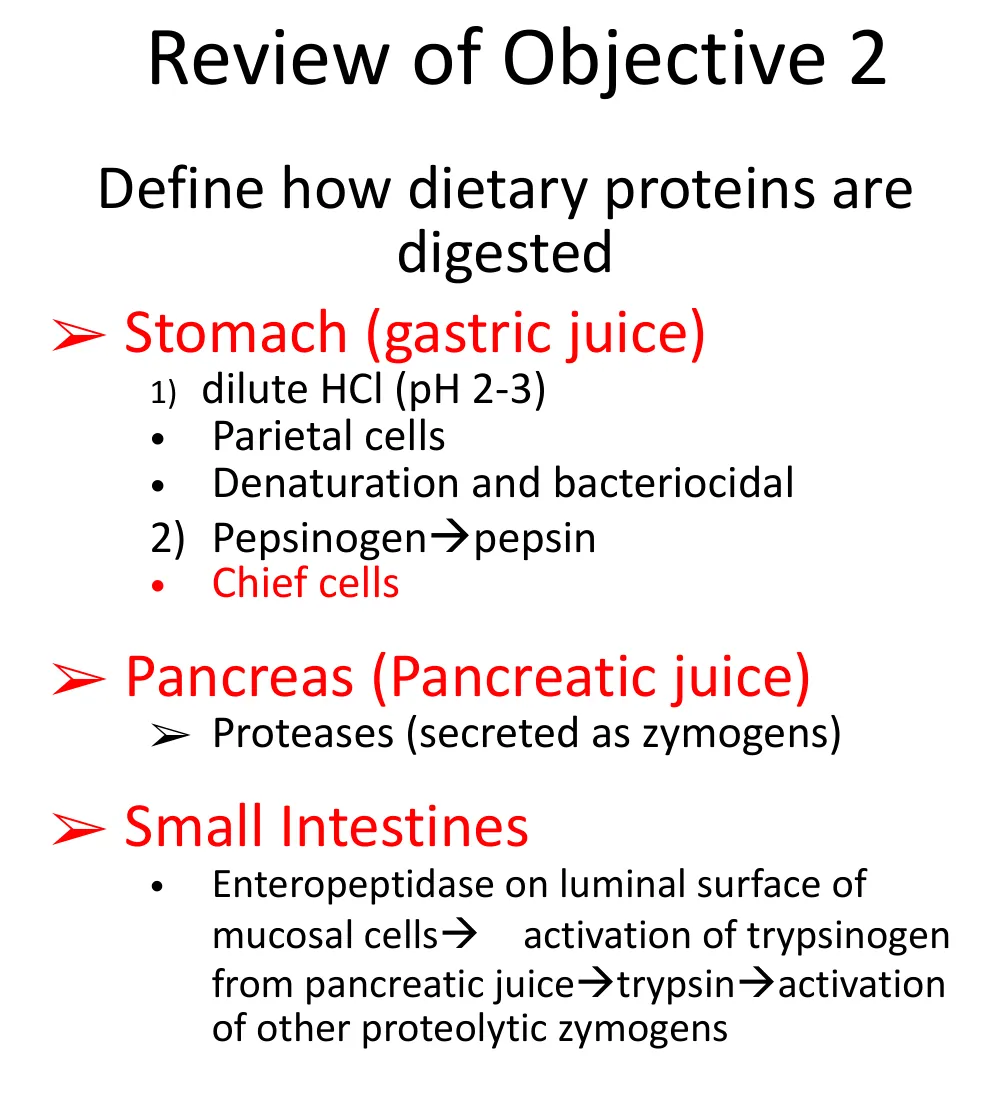 Review of Objective 2
Define how dietary proteins are
digested
➢ Stomach (gastric juice)
1) dilute HCl (pH 2-3)
• Parietal cells
• Denaturation and bacteriocidal
2) Pepsinogen→pepsin
• Chief cells
➢ Pancreas (Pancreatic juice)
➢ Proteases (secreted as zymogens)
➢ Small Intestines
• Enteropeptidase on luminal surface of
mucosal cells→ activation of trypsinogen
from pancreatic juice→trypsin→activation
of other proteolytic zymogens